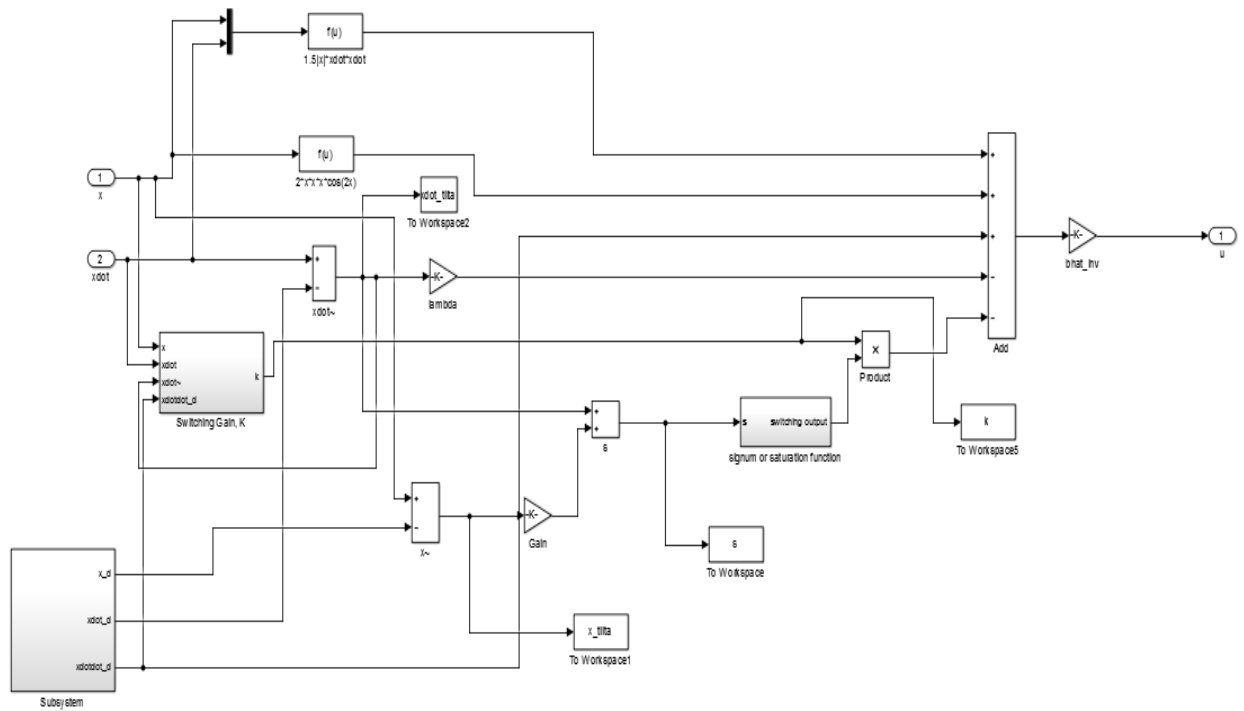 f(u)
1.5|x|*xdot*xdot
f(u)
2*x*x*x*cos(2x)
1
x
xdot_tilta
To Workspace2
2
xdot
+
-
xdot~
-K-
lambda
+
+
+
-
-
Add
-K-
bhat_inv
1
u
x
xdot
xdot~
xdotdot_d
k
Switching Gain, K
×
Product
+
+
s
s
switching output
signum or saturation function
k
To Workspace5
+
-
x~
-K-
Gain
s
To Workspace
x_d
xdot_d
xdotdot_d
Subsystem
x_tilta
To Workspace1